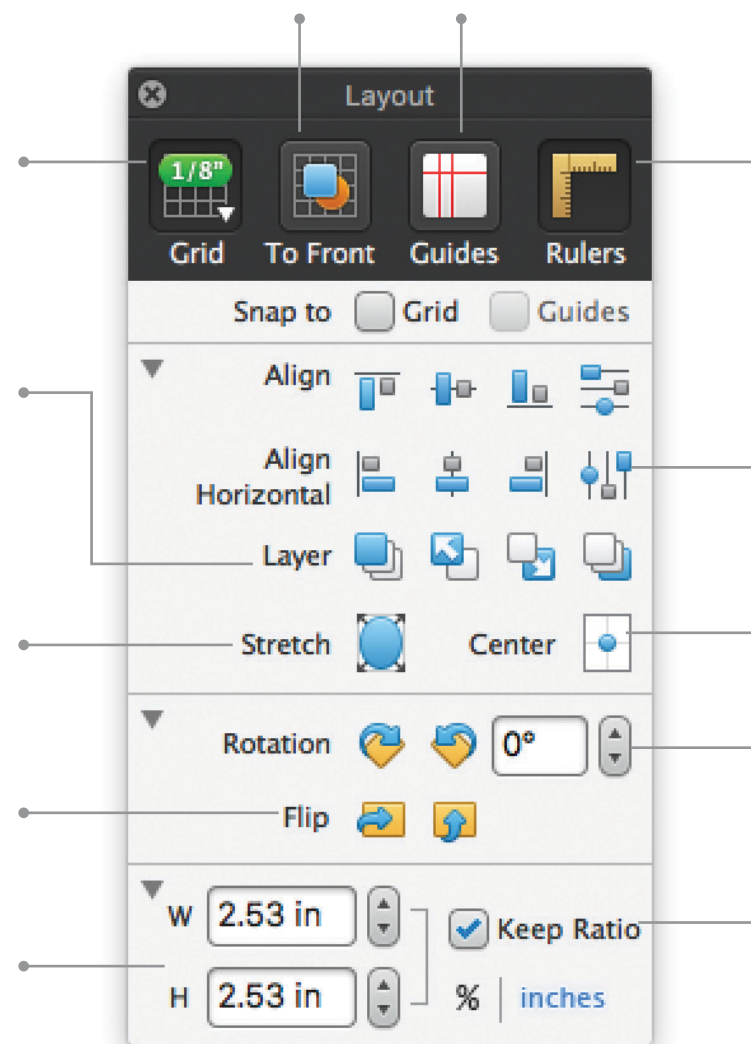 Layout
1/8"
Grid To Front Guides Rulers
Snap to Grid Guides
Align
Align
Horizontal
Layer
Stretch Center
Rotation 0°
Flip
W 2.53 in
Keep Ratio
H 2.53 in % inches